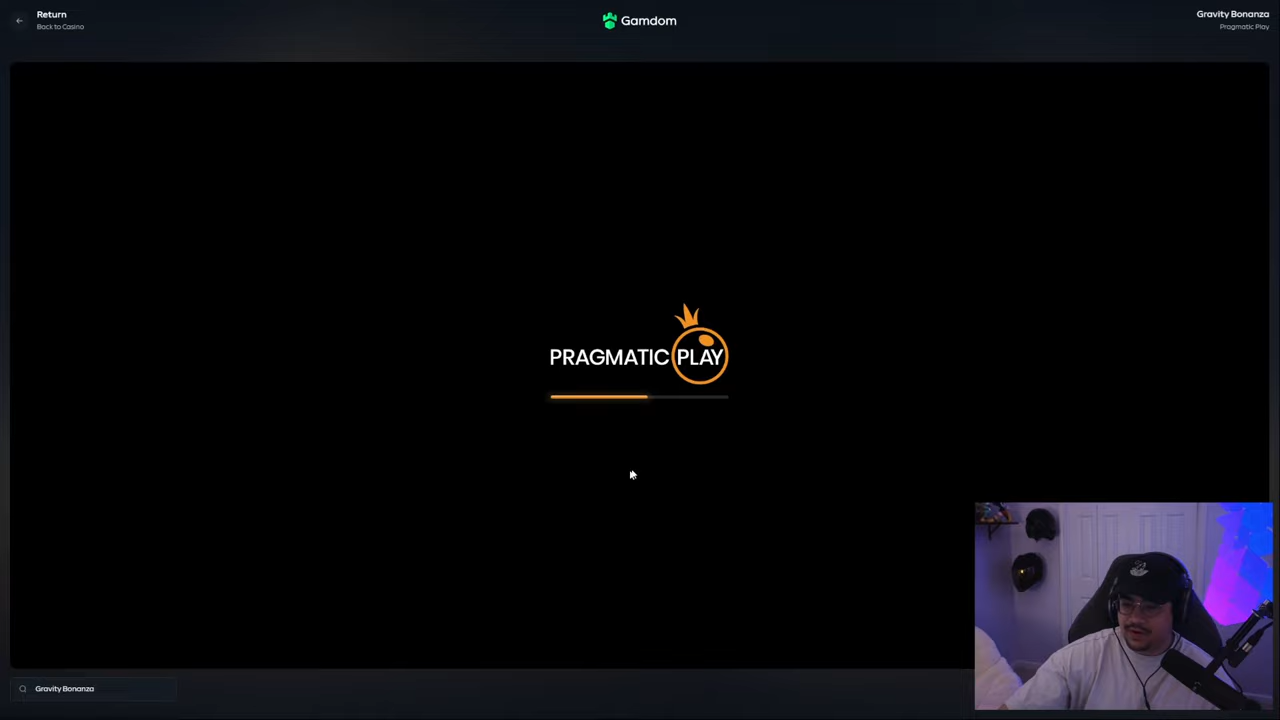 Return
Back to Casino
Gamdom
Gravity Bonanza
Pragmatic Play
PRAGMATIC PLAY
Gravity Bonanza